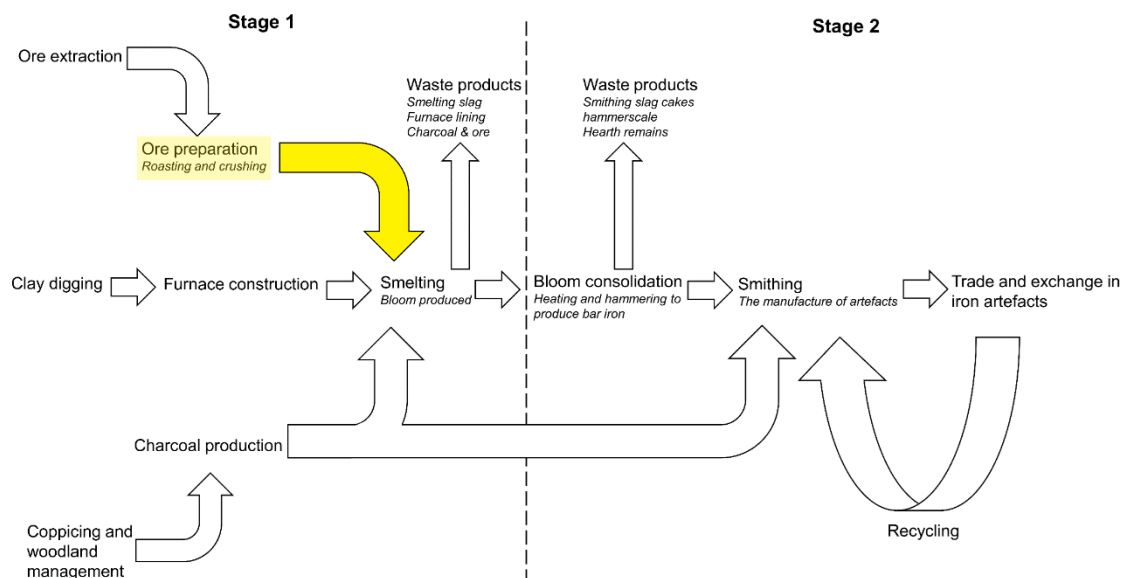 Stage 1
Stage 2
Ore extraction
Waste products
Smelting slag
Furnace lining
Charcoal & ore
Waste products
Smithing slag cakes
hammerscale
Hearth remains
Ore preparation
Roasting and crushing
Clay digging
Furnace construction
Smelting
Bloom produced
Bloom consolidation
Heating and hammering to
produce bar iron
Smithing
The manufacture of artefacts
Trade and exchange in
iron artefacts
Charcoal production
Coppicing and
woodland
management
Recycling